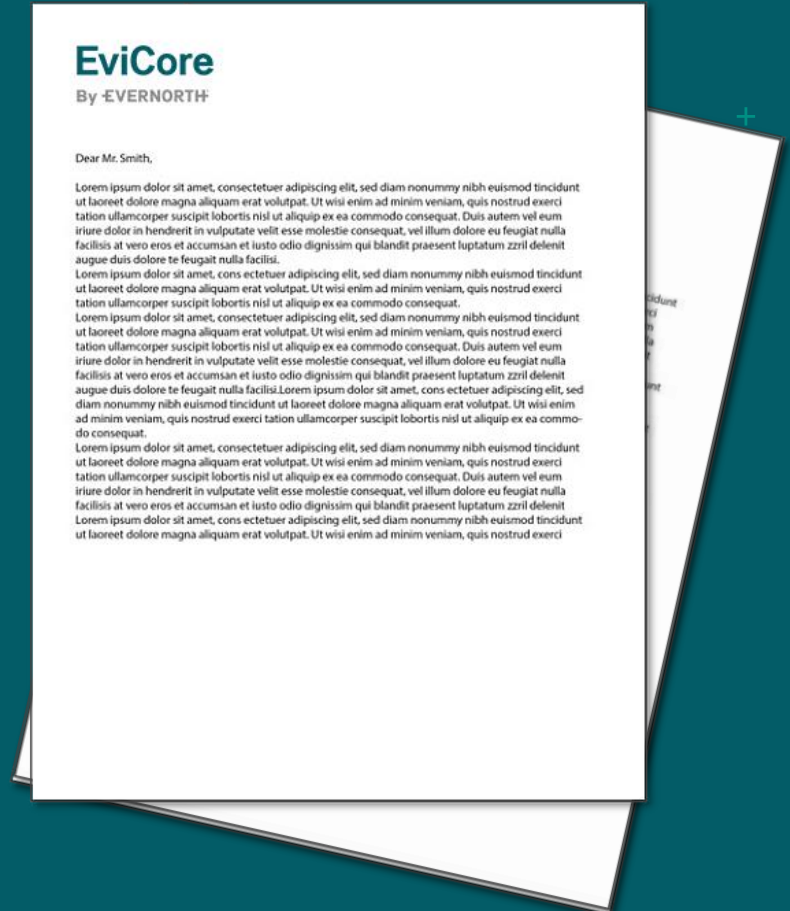 EviCore
By EVERNORTH
Dear Mr. Smith,
Lorem ipsum dolor sit amet, consectetuer adipiscing elit, sed diam nonummy nibh euismod tincidunt
ut laoreet dolore magna aliquam erat volutpat. Ut wisi enim ad minim veniam, quis nostrud exerci
tation ullamcorper suscipit lobortis nisl ut aliquip ex ea commodo consequat. Duis autem vel eum
iriure dolor in hendrerit in vulputate velit esse molestie consequat, vel illum dolore eu feugiat nulla
facilisis at vero eros et accumsan et iusto odio dignissim qui blandit praesent luptatum zzril delenit
augue duis dolore te feugait nulla facilisi.
Lorem ipsum dolor sit amet, cons ectetuer adipiscing elit, sed diam nonummy nibh euismod tincidunt
ut laoreet dolore magna aliquam erat volutpat. Ut wisi enim ad minim veniam, quis nostrud exerci
tation ullamcorper suscipit lobortis nisl ut aliquip ex ea commodo consequat.
Lorem ipsum dolor sit amet, consectetuer adipiscing elit, sed diam nonummy nibh euismod tincidunt
ut laoreet dolore magna aliquam erat volutpat. Ut wisi enim ad minim veniam, quis nostrud exerci
tation ullamcorper suscipit lobortis nisl ut aliquip ex ea commodo consequat. Duis autem vel eum
iriure dolor in hendrerit in vulputate velit esse molestie consequat, vel illum dolore eu feugiat nulla
facilisis at vero eros et accumsan et iusto odio dignissim qui blandit praesent luptatum zzril delenit
augue duis dolore te feugait nulla facilisi.Lorem ipsum dolor sit amet, cons ectetuer adipiscing elit, sed
diam nonummy nibh euismod tincidunt ut laoreet dolore magna aliquam erat volutpat. Ut wisi enim
ad minim veniam, quis nostrud exerci tation ullamcorper suscipit lobortis nisl ut aliquip ex ea commo-
do consequat.
Lorem ipsum dolor sit amet, consectetuer adipiscing elit, sed diam nonummy nibh euismod tincidunt
ut laoreet dolore magna aliquam erat volutpat. Ut wisi enim ad minim veniam, quis nostrud exerci
tation ullamcorper suscipit lobortis nisl ut aliquip ex ea commodo consequat. Duis autem vel eum
iriure dolor in hendrerit in vulputate velit esse molestie consequat, vel illum dolore eu feugiat nulla
facilisis at vero eros et accumsan et iusto odio dignissim qui blandit praesent luptatum zzril delenit
Lorem ipsum dolor sit amet, cons ectetuer adipiscing elit, sed diam nonummy nibh euismod tincidunt
ut laoreet dolore magna aliquam erat volutpat. Ut wisi enim ad minim veniam, quis nostrud exerci